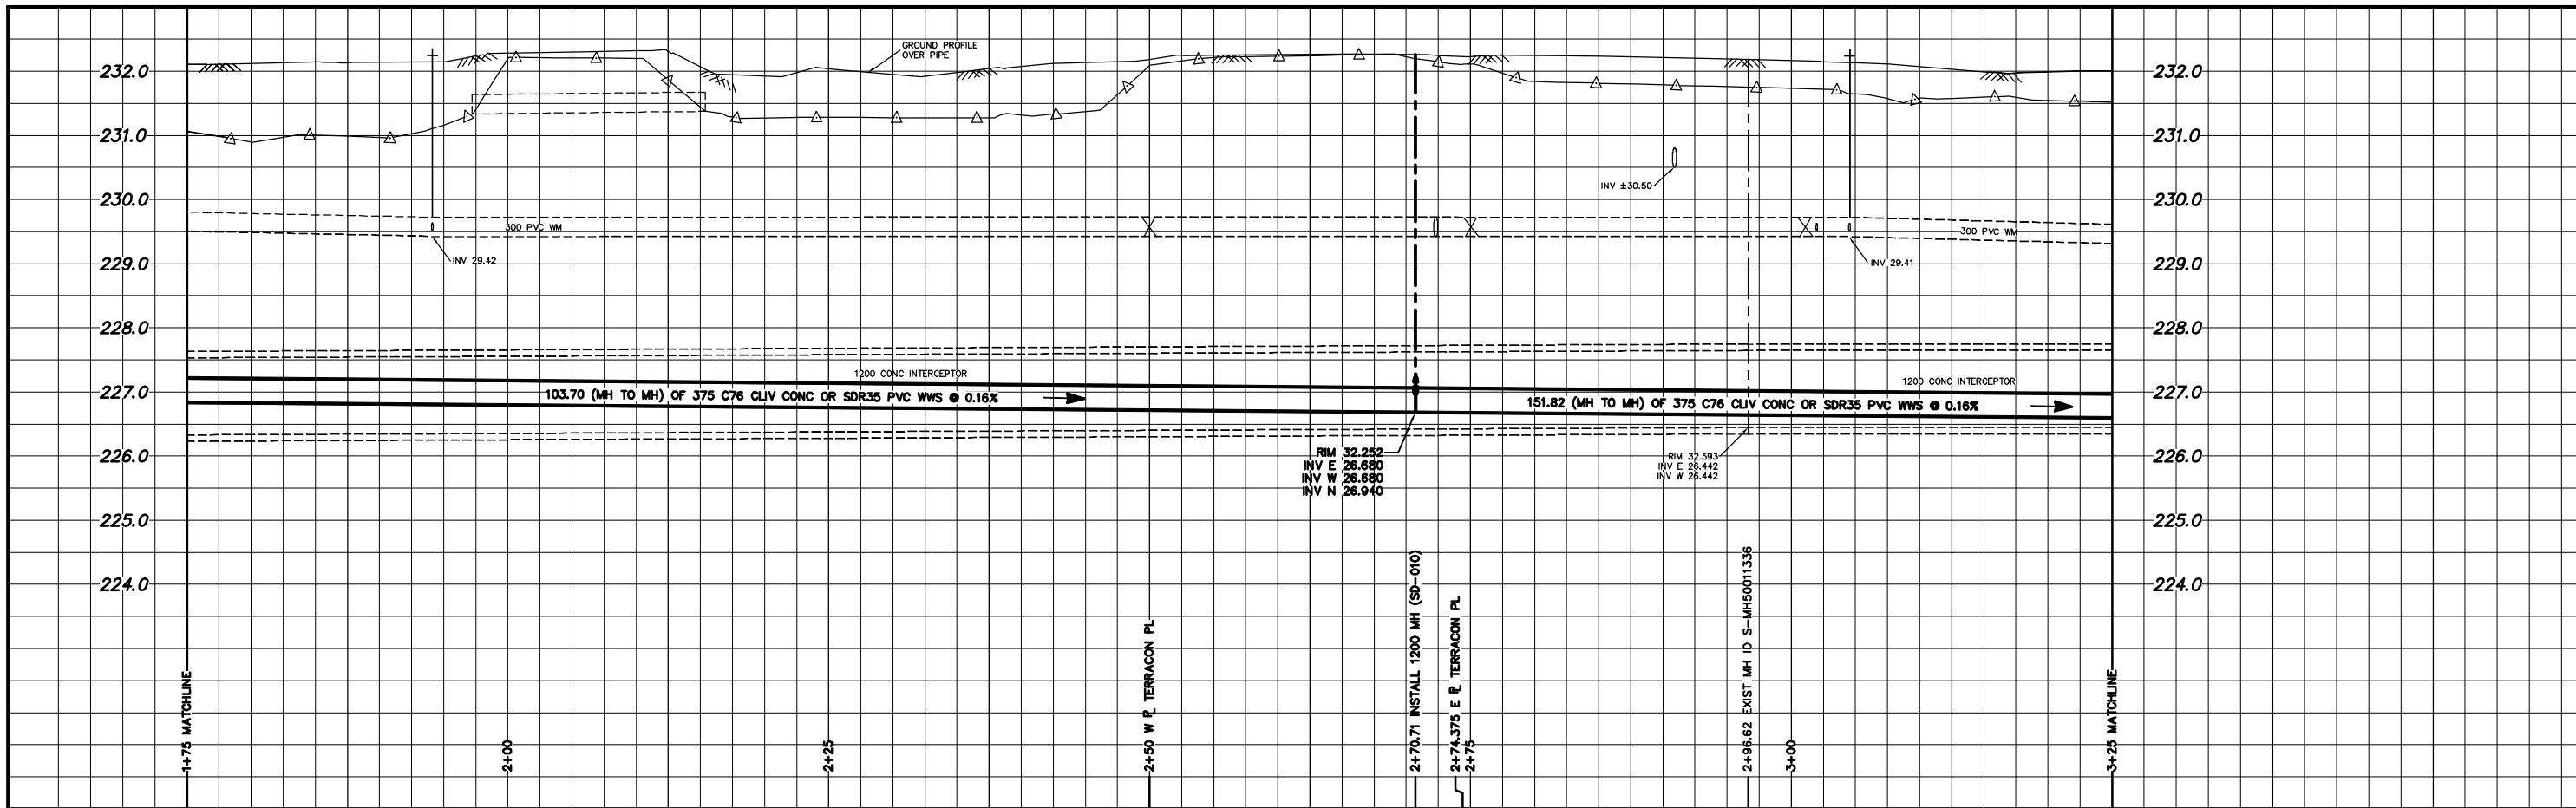 GROUND PROFILE
OVER PIPE
232.0
232.0
231.0
231.0
INV ±30.50
230.0
230.0
300 PVC WM
300 PVC WM
INV 29.42
INV 29.41
229.0
229.0
228.0
228.0
1200 CONC INTERCEPTOR
1200 CONC INTERCEPTOR
227.0
227.0
103.70 (MH TO MH) OF 375 C76 CLIV CONC OR SDR35 PVC WWS @ 0.16%
151.82 (MH TO MH) OF 375 C76 CLIV CONC OR SDR35 PVC WWS @ 0.16%
RIM 32.252
INV E 26.680
INV W 26.680
INV N 26.940
RIM 32.593
INV E 26.442
INV W 26.442
226.0
226.0
225.0
225.0
224.0
224.0
1+75 MATCHLINE
2+00
2+25
2+50 W PL TERRACON PL
2+70.71 INSTALL 1200 MH (SD-010)
2+74.375 E PL TERRACON PL
2+75
2+96.62 EXIST MH ID S-MH50011336
3+00
3+25 MATCHLINE